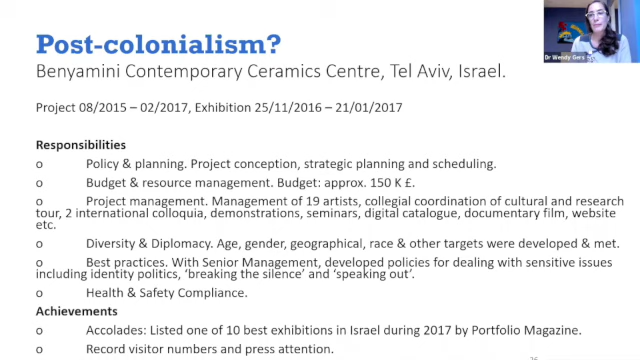 Post-colonialism?
Benyamini Contemporary Ceramics Centre, Tel Aviv, Israel.
Dr Wendy Gers
Project 08/2015 – 02/2017, Exhibition 25/11/2016 – 21/01/2017
Responsibilities
o Policy & planning. Project conception, strategic planning and scheduling.
o Budget & resource management. Budget: approx. 150 K £.
o Project management. Management of 19 artists, collegial coordination of cultural and research
tour, 2 international colloquia, demonstrations, seminars, digital catalogue, documentary film, website
etc.
o Diversity & Diplomacy. Age, gender, geographical, race & other targets were developed & met.
o Best practices. With Senior Management, developed policies for dealing with sensitive issues
including identity politics, ‘breaking the silence’ and ‘speaking out’.
o Health & Safety Compliance.
Achievements
o Accolades: Listed one of 10 best exhibitions in Israel during 2017 by Portfolio Magazine.
o Record visitor numbers and press attention.